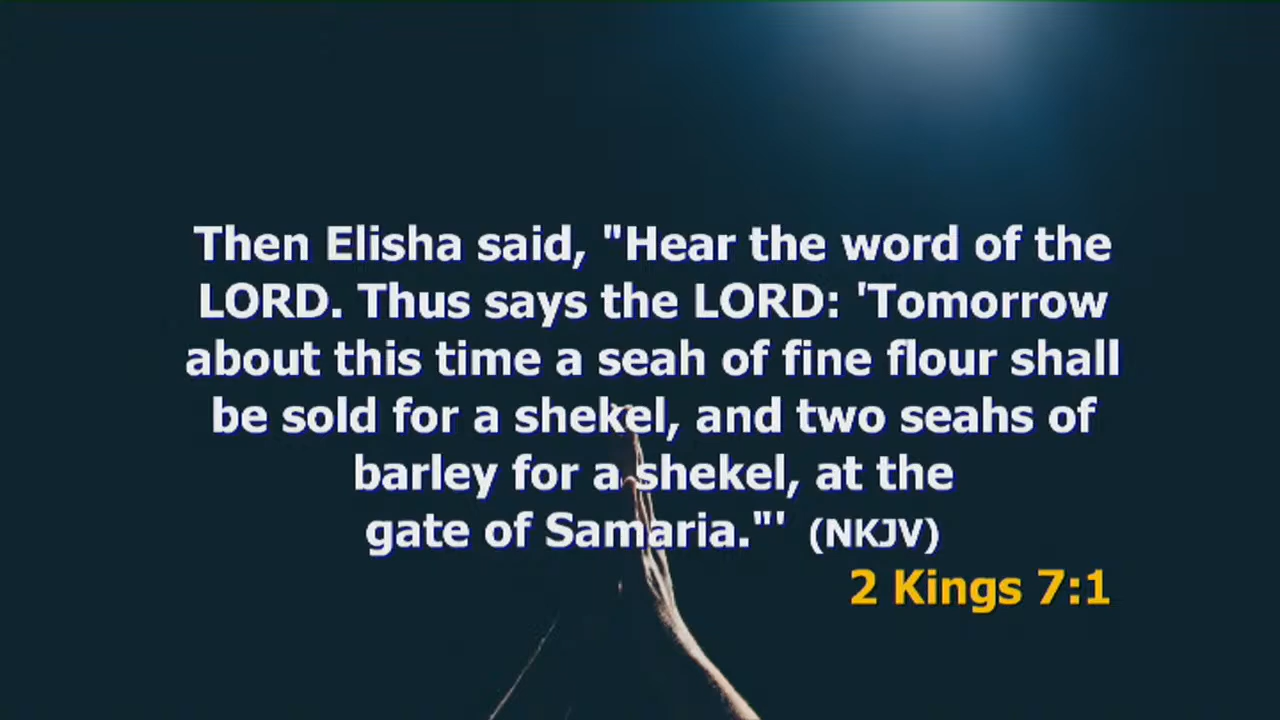 Then Elisha said, "Hear the word of the
LORD. Thus says the LORD: 'Tomorrow
about this time a seah of fine flour shall
be sold for a shekel, and two seahs of
barley for a shekel, at the
gate of Samaria."' (NKJV)
2 Kings 7:1